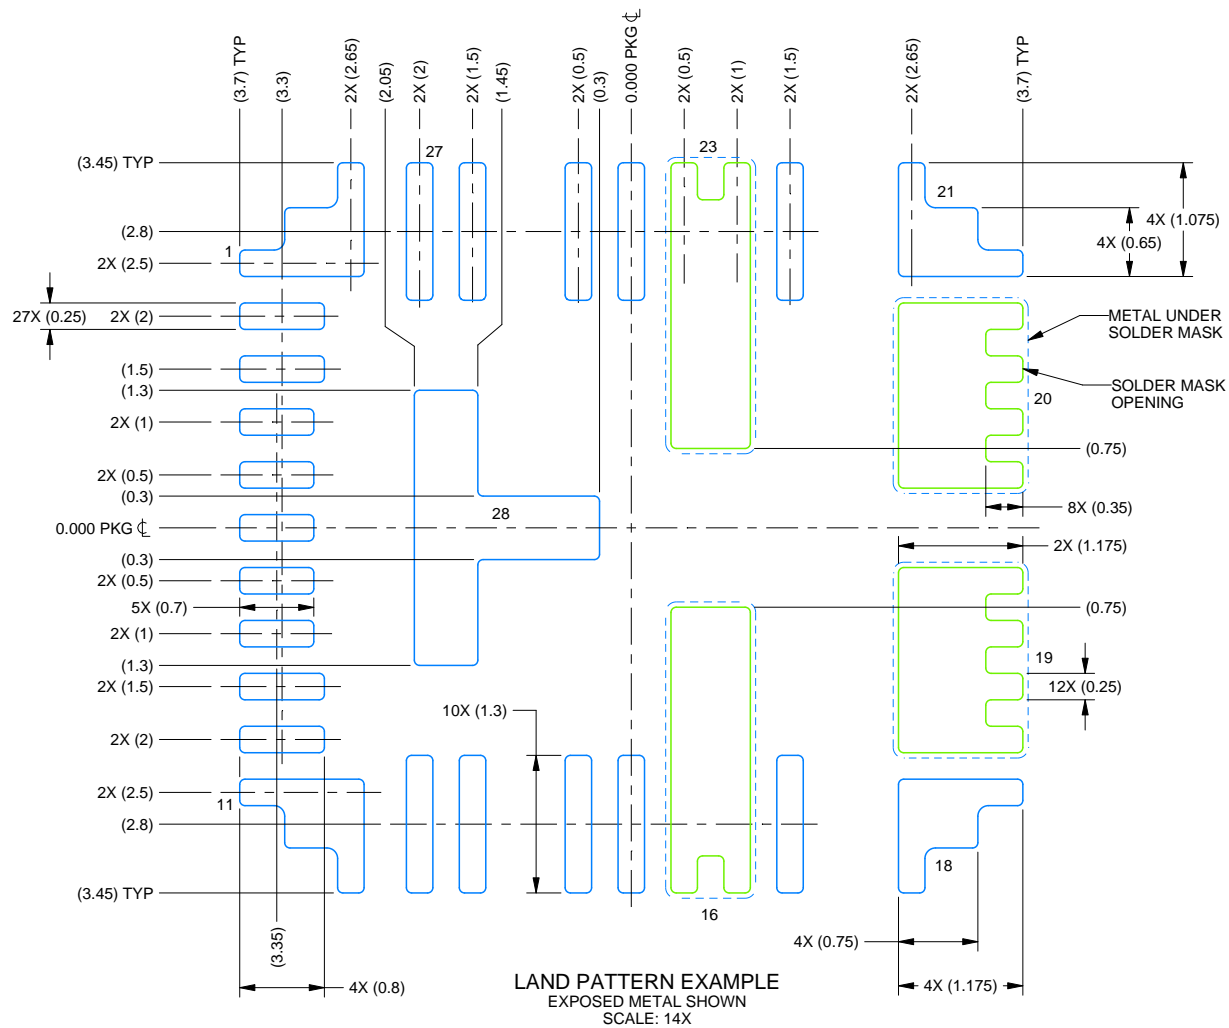 (3.7) TYP
(3.3)
2X (2.65)
(2.05)
2X (2)
2X (1.5)
(1.45)
2X (0.5)
(0.3)
0.000 PKG ℄
2X (0.5)
2X (1)
2X (1.5)
2X (2.65)
(3.7) TYP
(3.45) TYP
27
23
21
4X (1.075)
4X (0.65)
(2.8)
1
2X (2.5)
27X (0.25)
2X (2)
METAL UNDER
SOLDER MASK
(1.5)
(1.3)
SOLDER MASK
OPENING
20
2X (1)
(0.75)
2X (0.5)
(0.3)
28
8X (0.35)
0.000 PKG ℄
2X (1.175)
(0.3)
2X (0.5)
5X (0.7)
(0.75)
2X (1)
(1.3)
19
2X (1.5)
12X (0.25)
10X (1.3)
2X (2)
2X (2.5)
11
(2.8)
18
(3.45) TYP
16
(3.35)
4X (0.75)
4X (0.8)
4X (1.175)
LAND PATTERN EXAMPLE
EXPOSED METAL SHOWN
SCALE: 14X